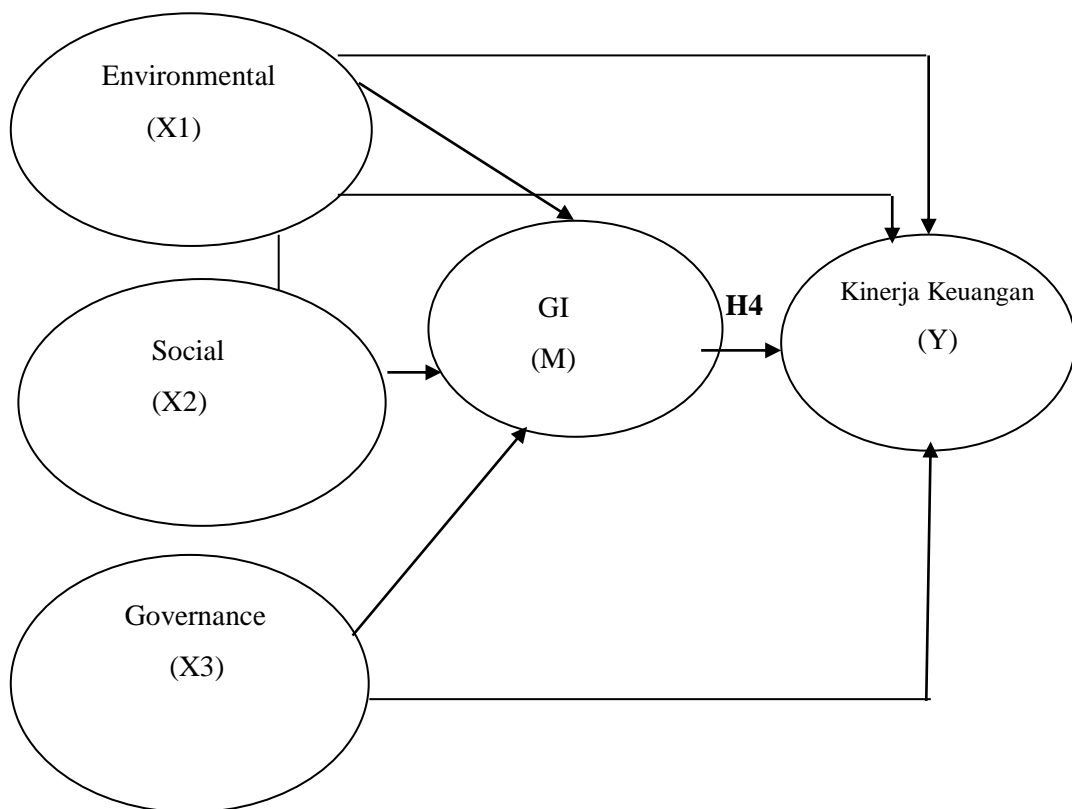 Environmental
(X1)
Social
(X2)
Governance
(X3)
GI
(M)
H4
Kinerja Keuangan
(Y)